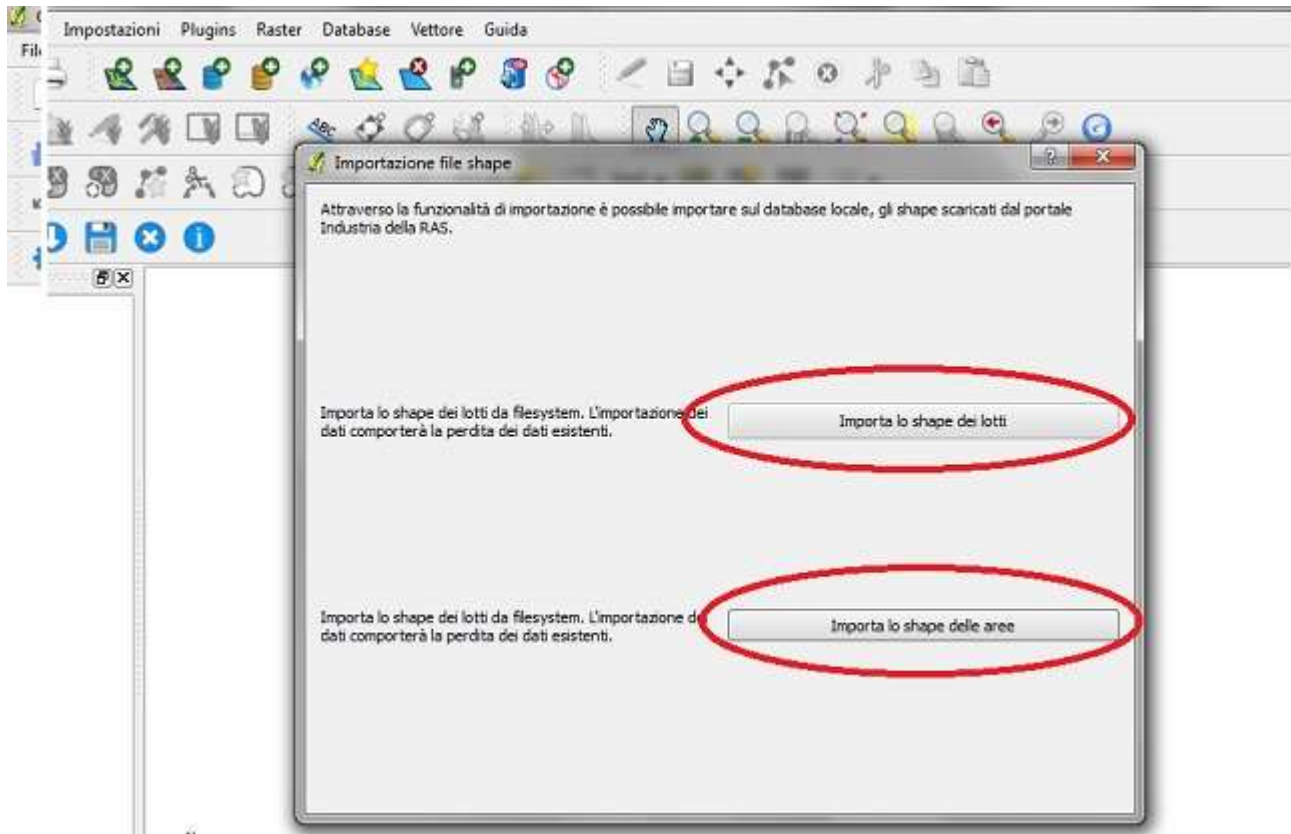 Impostazioni Plugins Raster Database Vettore Guida
File
ABC
Importazione file shape
Attraverso la funzionalità di importazione è possibile importare sul database locale, gli shape scaricati dal portale
Industria della RAS.
Importa lo shape dei lotti da filesystem. L'importazione dei
dati comporterà la perdita dei dati esistenti.
Importa lo shape dei lotti
Importa lo shape dei lotti da filesystem. L'importazione
dati comporterà la perdita dei dati esistenti.
Importa lo shape delle aree